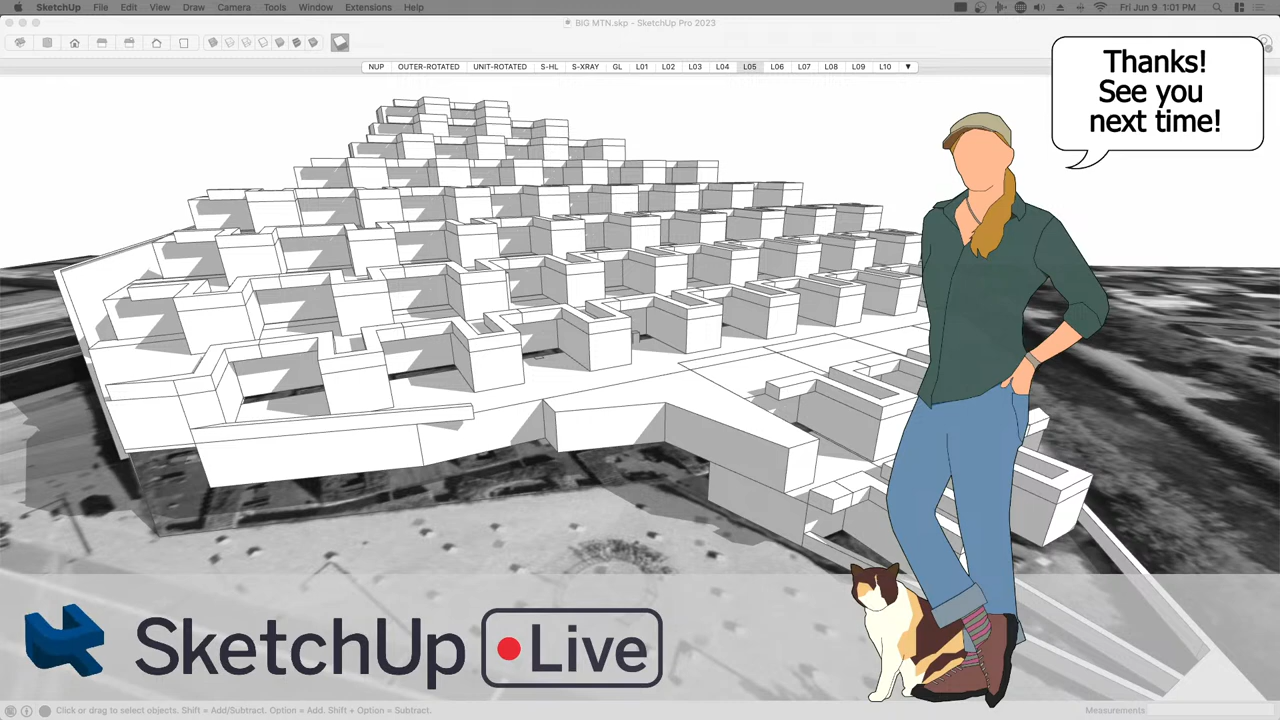 SketchUp File Edit View Draw Camera Tools Window Extensions Help Fri Jun 9 1:01 PM
BIG MTN.skp - SketchUp Pro 2023
NUP OUTER-ROTATED UNIT-ROTATED S-HL S-XRAY GL L01 L02 L03 L04 L05 L06 L07 L08 L09 L10
Thanks!
See you
next time!
SketchUp Live
Click or drag to select objects. Shift = Add/Subtract. Option = Add. Shift + Option = Subtract. Measurements